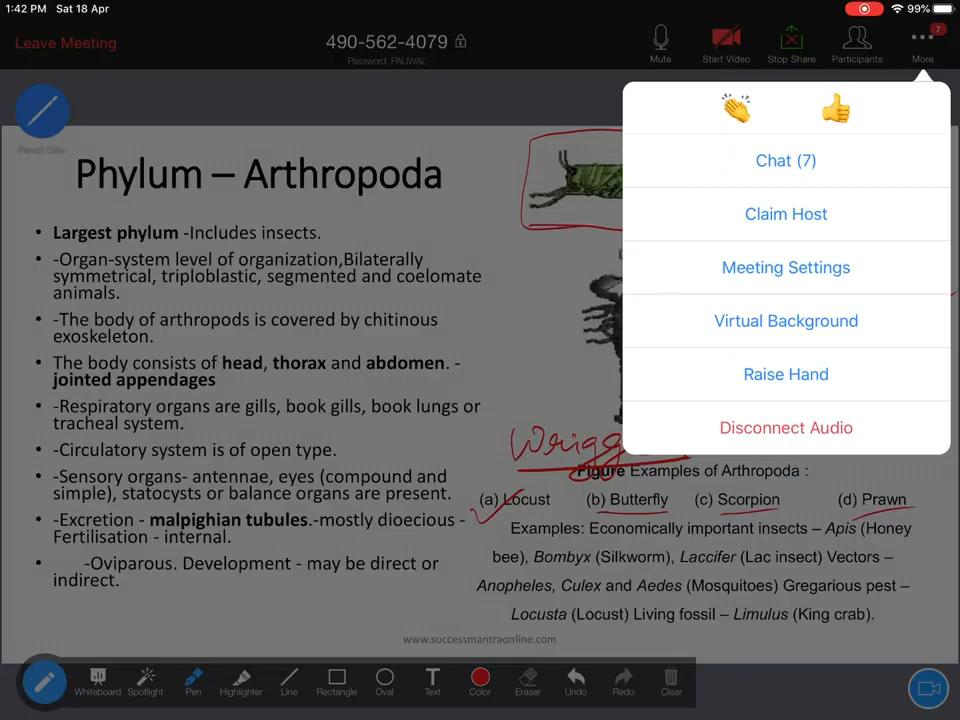 1:42 PM Sat 18 Apr
99%
Leave Meeting
490-562-4079
Password: PALIWAL
Mute
Start Video
Stop Share
Participants
More
7
Chat (7)
Claim Host
Meeting Settings
Virtual Background
Raise Hand
Disconnect Audio
Pencil Only
Phylum – Arthropoda
• Largest phylum -Includes insects.
• -Organ-system level of organization,Bilaterally
symmetrical, triploblastic, segmented and coelomate
animals.
• -The body of arthropods is covered by chitinous
exoskeleton.
• The body consists of head, thorax and abdomen. -
jointed appendages
• -Respiratory organs are gills, book gills, book lungs or
tracheal system.
• -Circulatory system is of open type.
• -Sensory organs- antennae, eyes (compound and
simple), statocysts or balance organs are present.
• -Excretion - malpighian tubules.-mostly dioecious -
Fertilisation - internal.
• -Oviparous. Development - may be direct or
indirect.
Figure Examples of Arthropoda :
(a) Locust (b) Butterfly (c) Scorpion (d) Prawn
Examples: Economically important insects – Apis (Honey
bee), Bombyx (Silkworm), Laccifer (Lac insect) Vectors –
Anopheles, Culex and Aedes (Mosquitoes) Gregarious pest –
Locusta (Locust) Living fossil – Limulus (King crab).
www.successmantraonline.com
Whiteboard
Spotlight
Pen
Highlighter
Line
Rectangle
Oval
Text
Color
Eraser
Undo
Redo
Clear